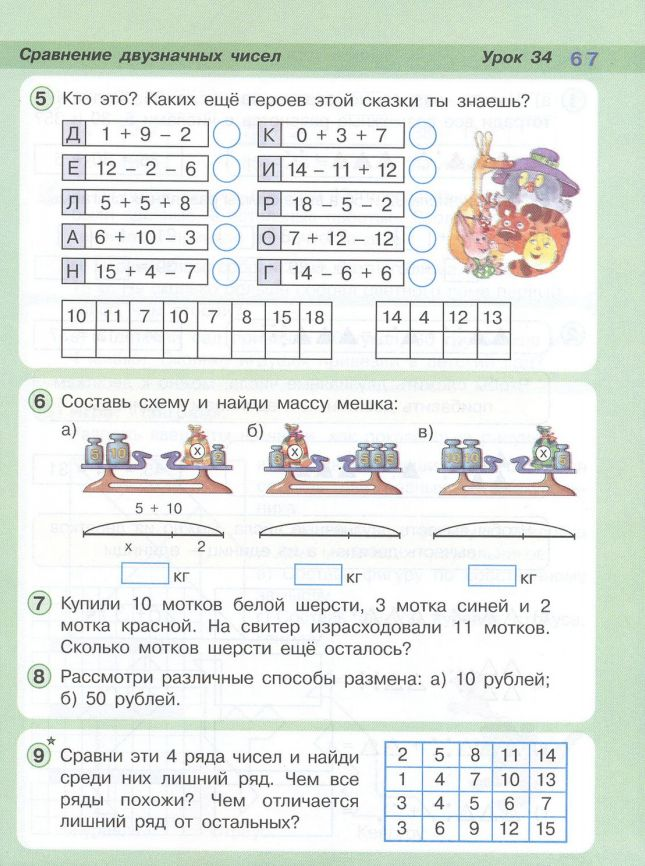 Сравнение двузначных чисел Урок 34 67
5 Кто это? Каких ещё героев этой сказки ты знаешь?
Д 1 + 9 – 2 К 0 + 3 + 7
Е 12 – 2 – 6 И 14 – 11 + 12
Л 5 + 5 + 8 Р 18 – 5 – 2
А 6 + 10 – 3 О 7 + 12 – 12
Н 15 + 4 – 7 Г 14 – 6 + 6
10 11 7 10 7 8 15 18 14 4 12 13
6 Составь схему и найди массу мешка:
а) б) в)
5 10 x 2 x 5 5 5 10 10 x
5 + 10
x 2
кг кг кг
7 Купили 10 мотков белой шерсти, 3 мотка синей и 2
мотка красной. На свитер израсходовали 11 мотков.
Сколько мотков шерсти ещё осталось?
8 Рассмотри различные способы размена: а) 10 рублей;
б) 50 рублей.
9* Сравни эти 4 ряда чисел и найди
среди них лишний ряд. Чем все
ряды похожи? Чем отличается
лишний ряд от остальных?
2 5 8 11 14
1 4 7 10 13
3 4 5 6 7
3 6 9 12 15